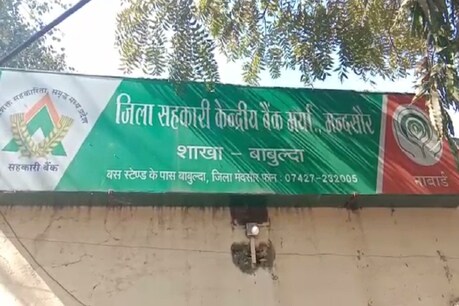 जिला सहकारी केन्द्रीय बैंक मर्या., मन्दसौर
शाखा - बाबुल्दा
बस स्टेण्ड के पास बाबुल्दा, जिला मंदसौर फोन : 07427-232005
सहकारी बैंक
नाबार्ड